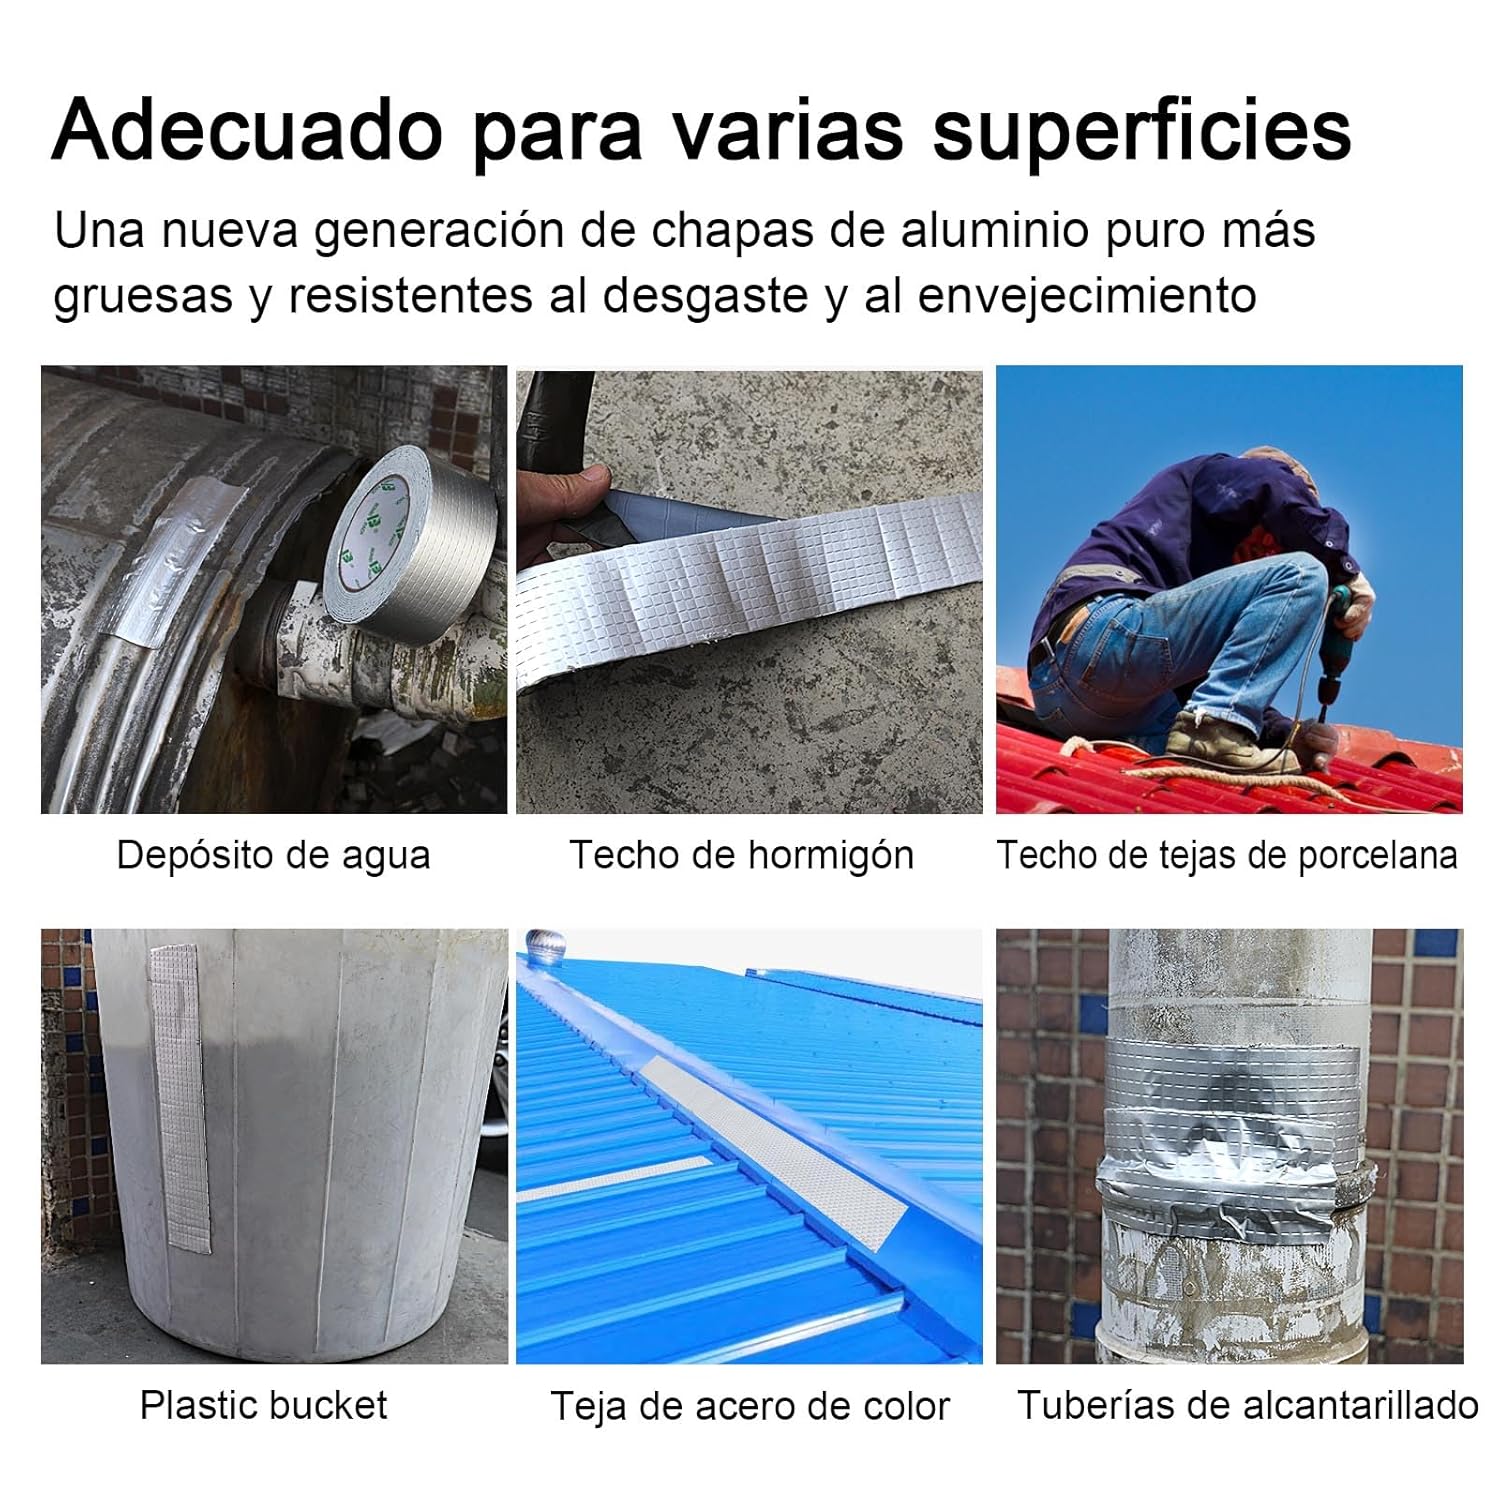 Adecuado para varias superficies
Una nueva generación de chapas de aluminio puro más
gruesas y resistentes al desgaste y al envejecimiento
Depósito de agua
Techo de hormigón
Techo de tejas de porcelana
Plastic bucket
Teja de acero de color
Tuberías de alcantarillado